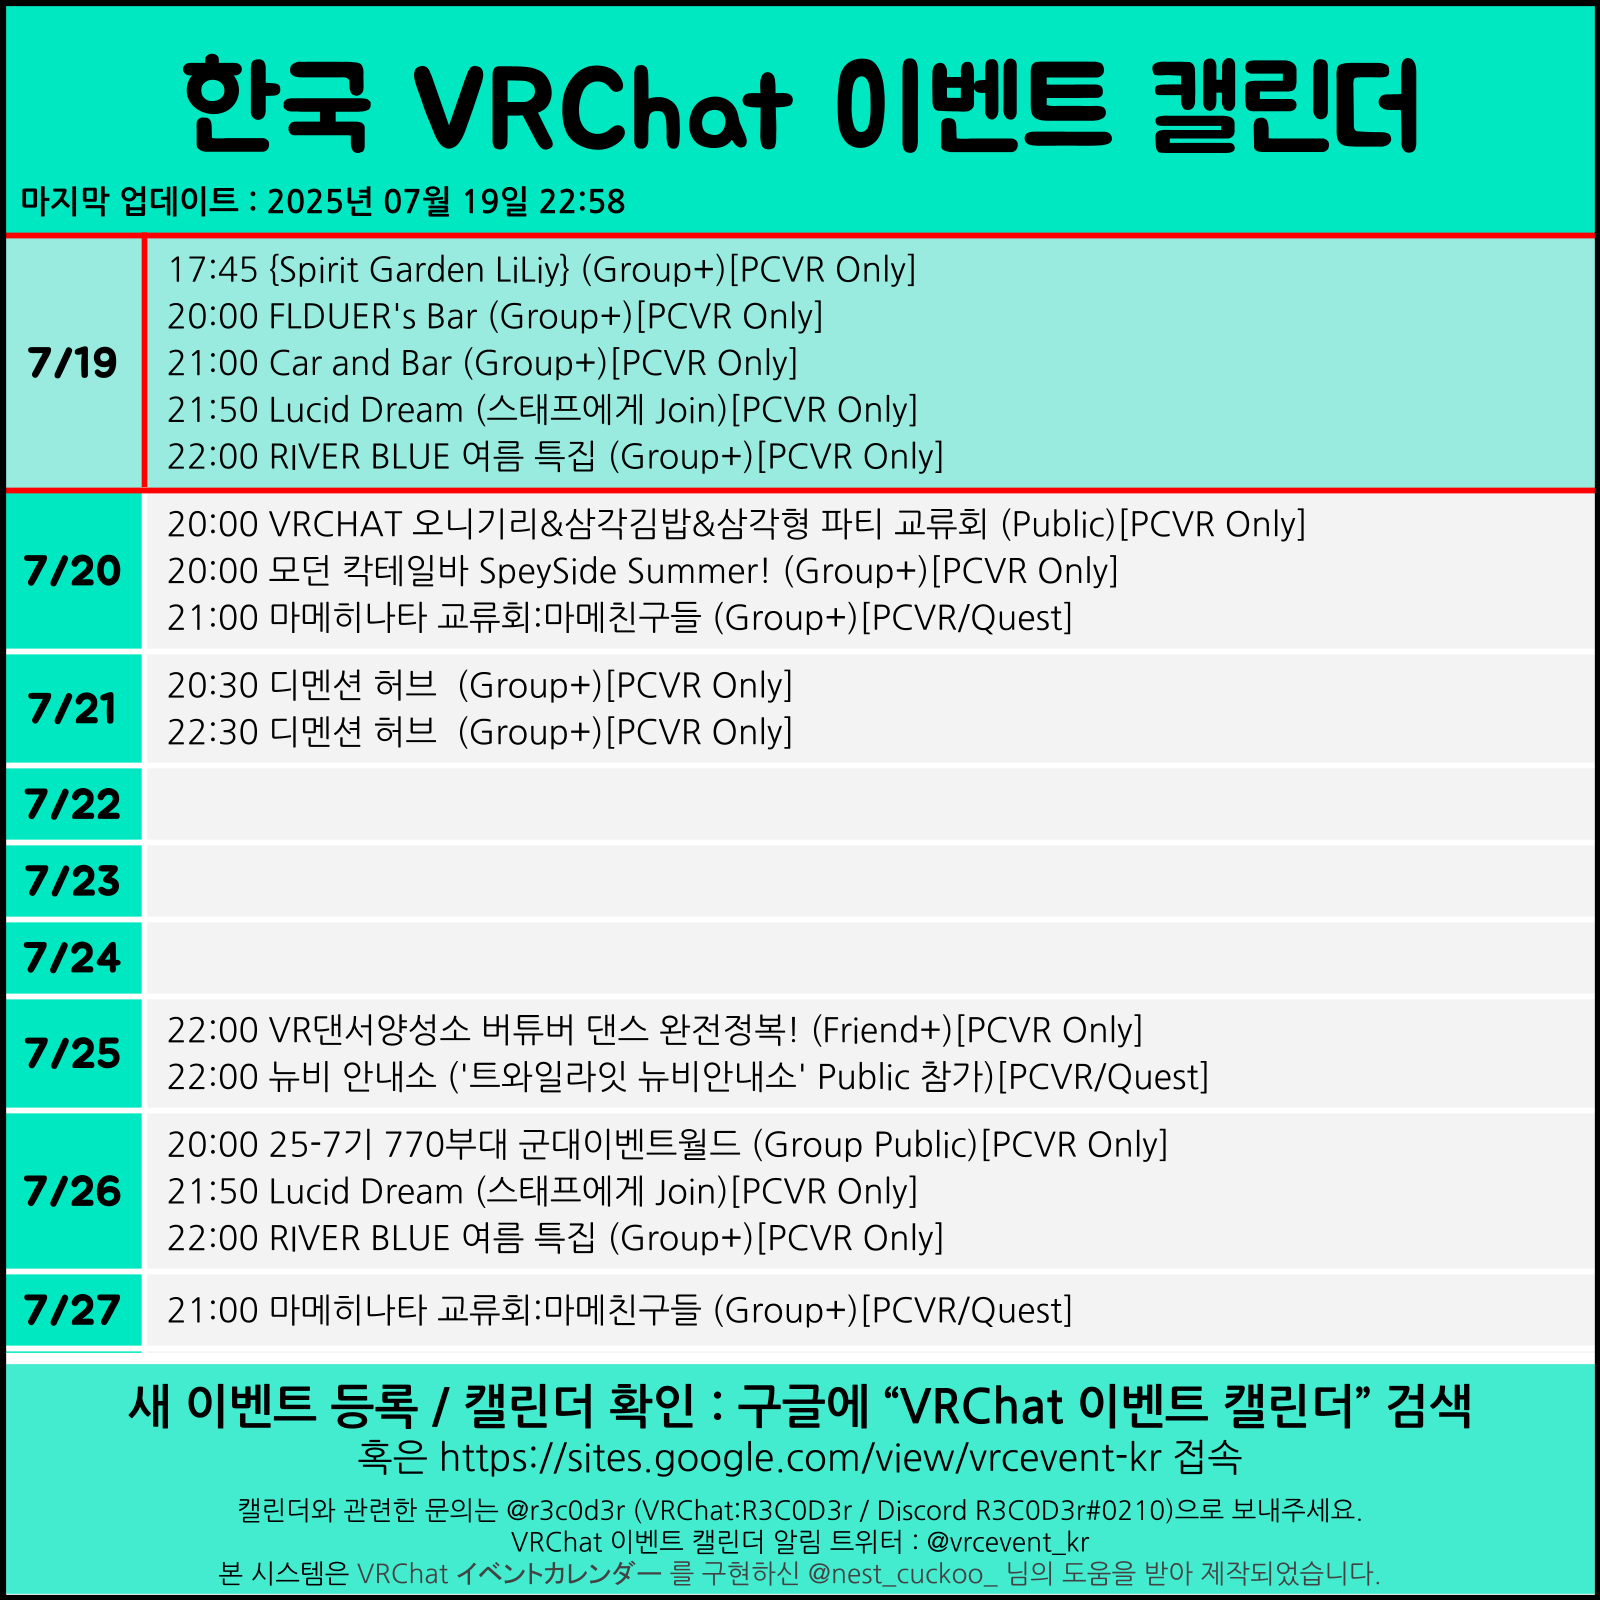 한국 VRChat 이벤트 캘린더
마지막 업데이트 : 2025년 07월 19일 22:58
7/19
17:45 {Spirit Garden LiLiy} (Group+)[PCVR Only]
20:00 FLDUER's Bar (Group+)[PCVR Only]
21:00 Car and Bar (Group+)[PCVR Only]
21:50 Lucid Dream (스태프에게 Join)[PCVR Only]
22:00 RIVER BLUE 여름 특집 (Group+)[PCVR Only]
7/20
20:00 VRCHAT 오니기리&삼각김밥&삼각형 파티 교류회 (Public)[PCVR Only]
20:00 모던 칵테일바 SpeySide Summer! (Group+)[PCVR Only]
21:00 마메히나타 교류회:마메친구들 (Group+)[PCVR/Quest]
7/21
20:30 디멘션 허브  (Group+)[PCVR Only]
22:30 디멘션 허브  (Group+)[PCVR Only]
7/22
7/23
7/24
7/25
22:00 VR댄서양성소 버튜버 댄스 완전정복! (Friend+)[PCVR Only]
22:00 뉴비 안내소 ('트와일라잇 뉴비안내소' Public 참가)[PCVR/Quest]
7/26
20:00 25-7기 770부대 군대이벤트월드 (Group Public)[PCVR Only]
21:50 Lucid Dream (스태프에게 Join)[PCVR Only]
22:00 RIVER BLUE 여름 특집 (Group+)[PCVR Only]
7/27
21:00 마메히나타 교류회:마메친구들 (Group+)[PCVR/Quest]
새 이벤트 등록 / 캘린더 확인 : 구글에 “VRChat 이벤트 캘린더” 검색
혹은 https://sites.google.com/view/vrcevent-kr 접속
캘린더와 관련한 문의는 @r3c0d3r (VRChat:R3C0D3r / Discord R3C0D3r#0210)으로 보내주세요.
VRChat 이벤트 캘린더 알림 트위터 : @vrcevent_kr
본 시스템은 VRChat イベントカレンダー 를 구현하신 @nest_cuckoo_ 님의 도움을 받아 제작되었습니다.